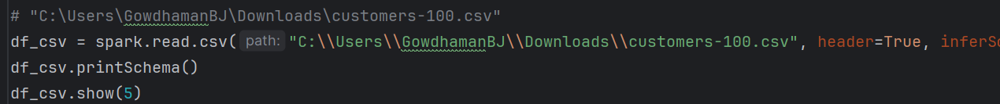 # "C:\Users\GowdhamanBJ\Downloads\customers-100.csv"
df_csv = spark.read.csv( path: "C:\\Users\\GowdhamanBJ\\Downloads\\customers-100.csv", header=True,
df_csv.printSchema()
df_csv.show(5)